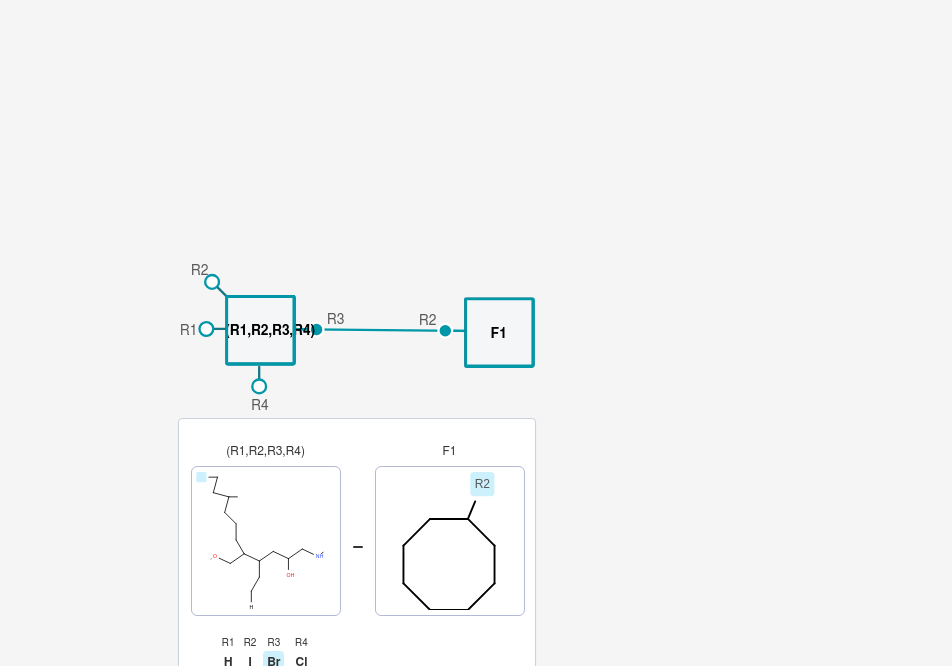 R2
R1
(R1,R2,R3,R4)
R3
R2
F1
R4
(R1,R2,R3,R4)
F1
R2
OH
H
R1 R2 R3 R4
H I Br Cl